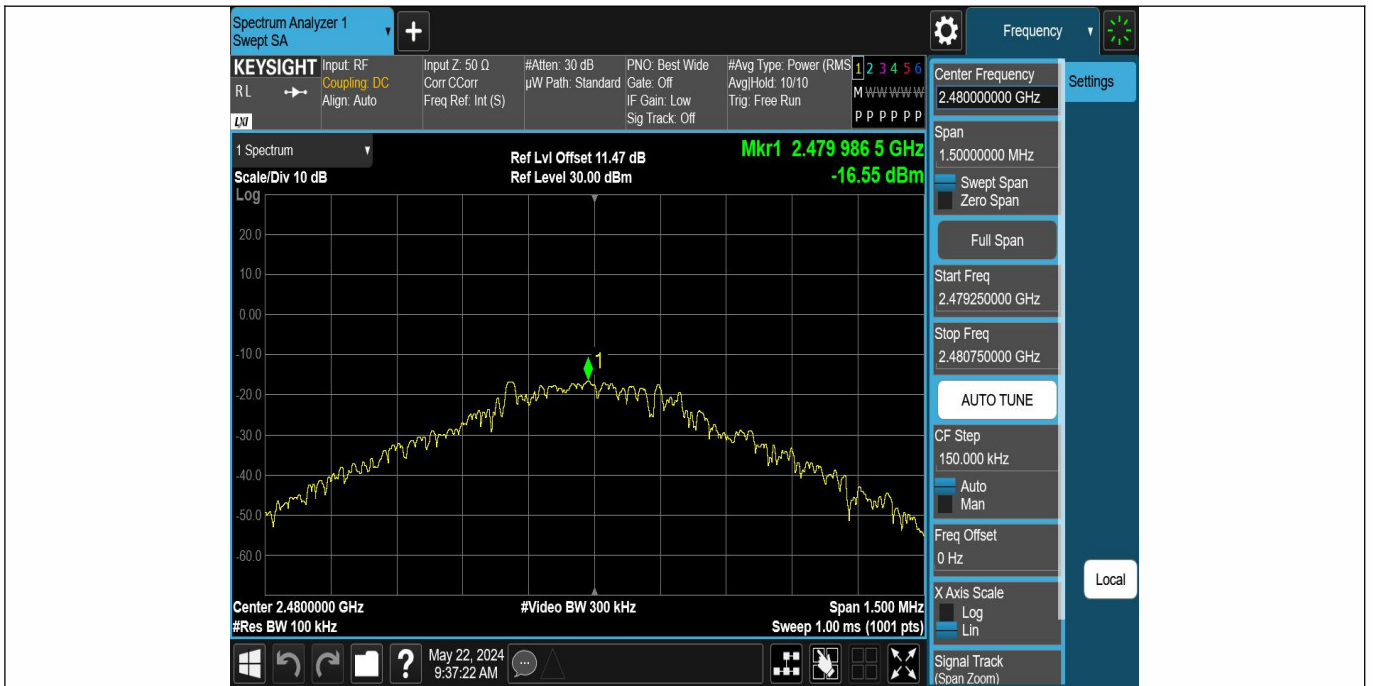 Spectrum Analyzer 1
Swept SA
+
Frequency
KEYSIGHT
RL
LXI
Input: RF
Coupling: DC
Align: Auto
Input Z: 50 Ω
Corr CCorr
Freq Ref: Int (S)
#Atten: 30 dB
µW Path: Standard
PNO: Best Wide
Gate: Off
IF Gain: Low
Sig Track: Off
#Avg Type: Power (RMS
Avg|Hold: 10/10
Trig: Free Run
1 2 3 4 5 6
M W W W W W
P P P P P P
Center Frequency
2.480000000 GHz
Settings
1 Spectrum
Scale/Div 10 dB
Log
Ref Lvl Offset 11.47 dB
Ref Level 30.00 dBm
Mkr1 2.479 986 5 GHz
-16.55 dBm
Span
1.50000000 MHz
Swept Span
Zero Span
Full Span
Start Freq
2.479250000 GHz
Stop Freq
2.480750000 GHz
AUTO TUNE
CF Step
150.000 kHz
Auto
Man
Freq Offset
0 Hz
X Axis Scale
Log
Lin
Signal Track
(Span Zoom)
Local
20.0
10.0
0.00
-10.0
-20.0
-30.0
-40.0
-50.0
-60.0
1
Center 2.4800000 GHz
#Res BW 100 kHz
#Video BW 300 kHz
Span 1.500 MHz
Sweep 1.00 ms (1001 pts)
?
May 22, 2024
9:37:22 AM